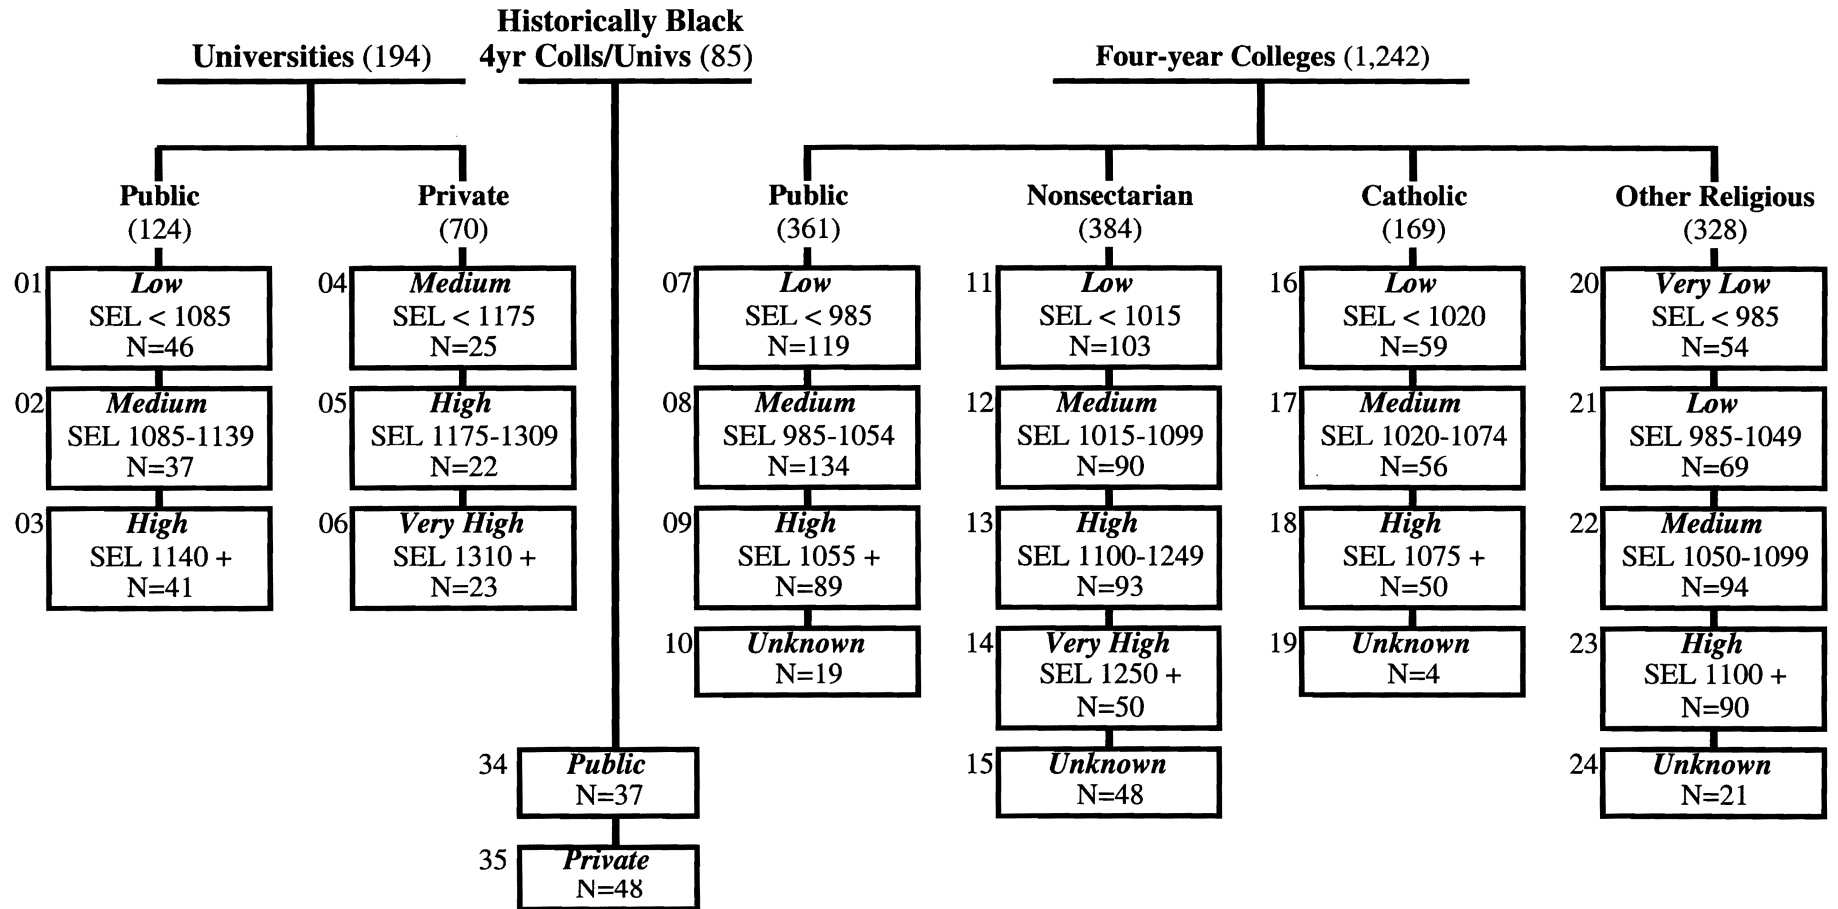 Historically Black
Universities (194)
4yr Colls/Univs (85)
Four-year Colleges (1,242)
Public
(124)
01
Low
SEL < 1085
N=46
02
Medium
SEL 1085-1139
N=37
03
High
SEL 1140 +
N=41
Private
(70)
04
Medium
SEL < 1175
N=25
05
High
SEL 1175-1309
N=22
06
Very High
SEL 1310 +
N=23
34
Public
N=37
35
Private
N=48
Public
(361)
07
Low
SEL < 985
N=119
08
Medium
SEL 985-1054
N=134
09
High
SEL 1055 +
N=89
10
Unknown
N=19
Nonsectarian
(384)
11
Low
SEL < 1015
N=103
12
Medium
SEL 1015-1099
N=90
13
High
SEL 1100-1249
N=93
14
Very High
SEL 1250 +
N=50
15
Unknown
N=48
Catholic
(169)
16
Low
SEL < 1020
N=59
17
Medium
SEL 1020-1074
N=56
18
High
SEL 1075 +
N=50
19
Unknown
N=4
Other Religious
(328)
20
Very Low
SEL < 985
N=54
21
Low
SEL 985-1049
N=69
22
Medium
SEL 1050-1099
N=94
23
High
SEL 1100 +
N=90
24
Unknown
N=21